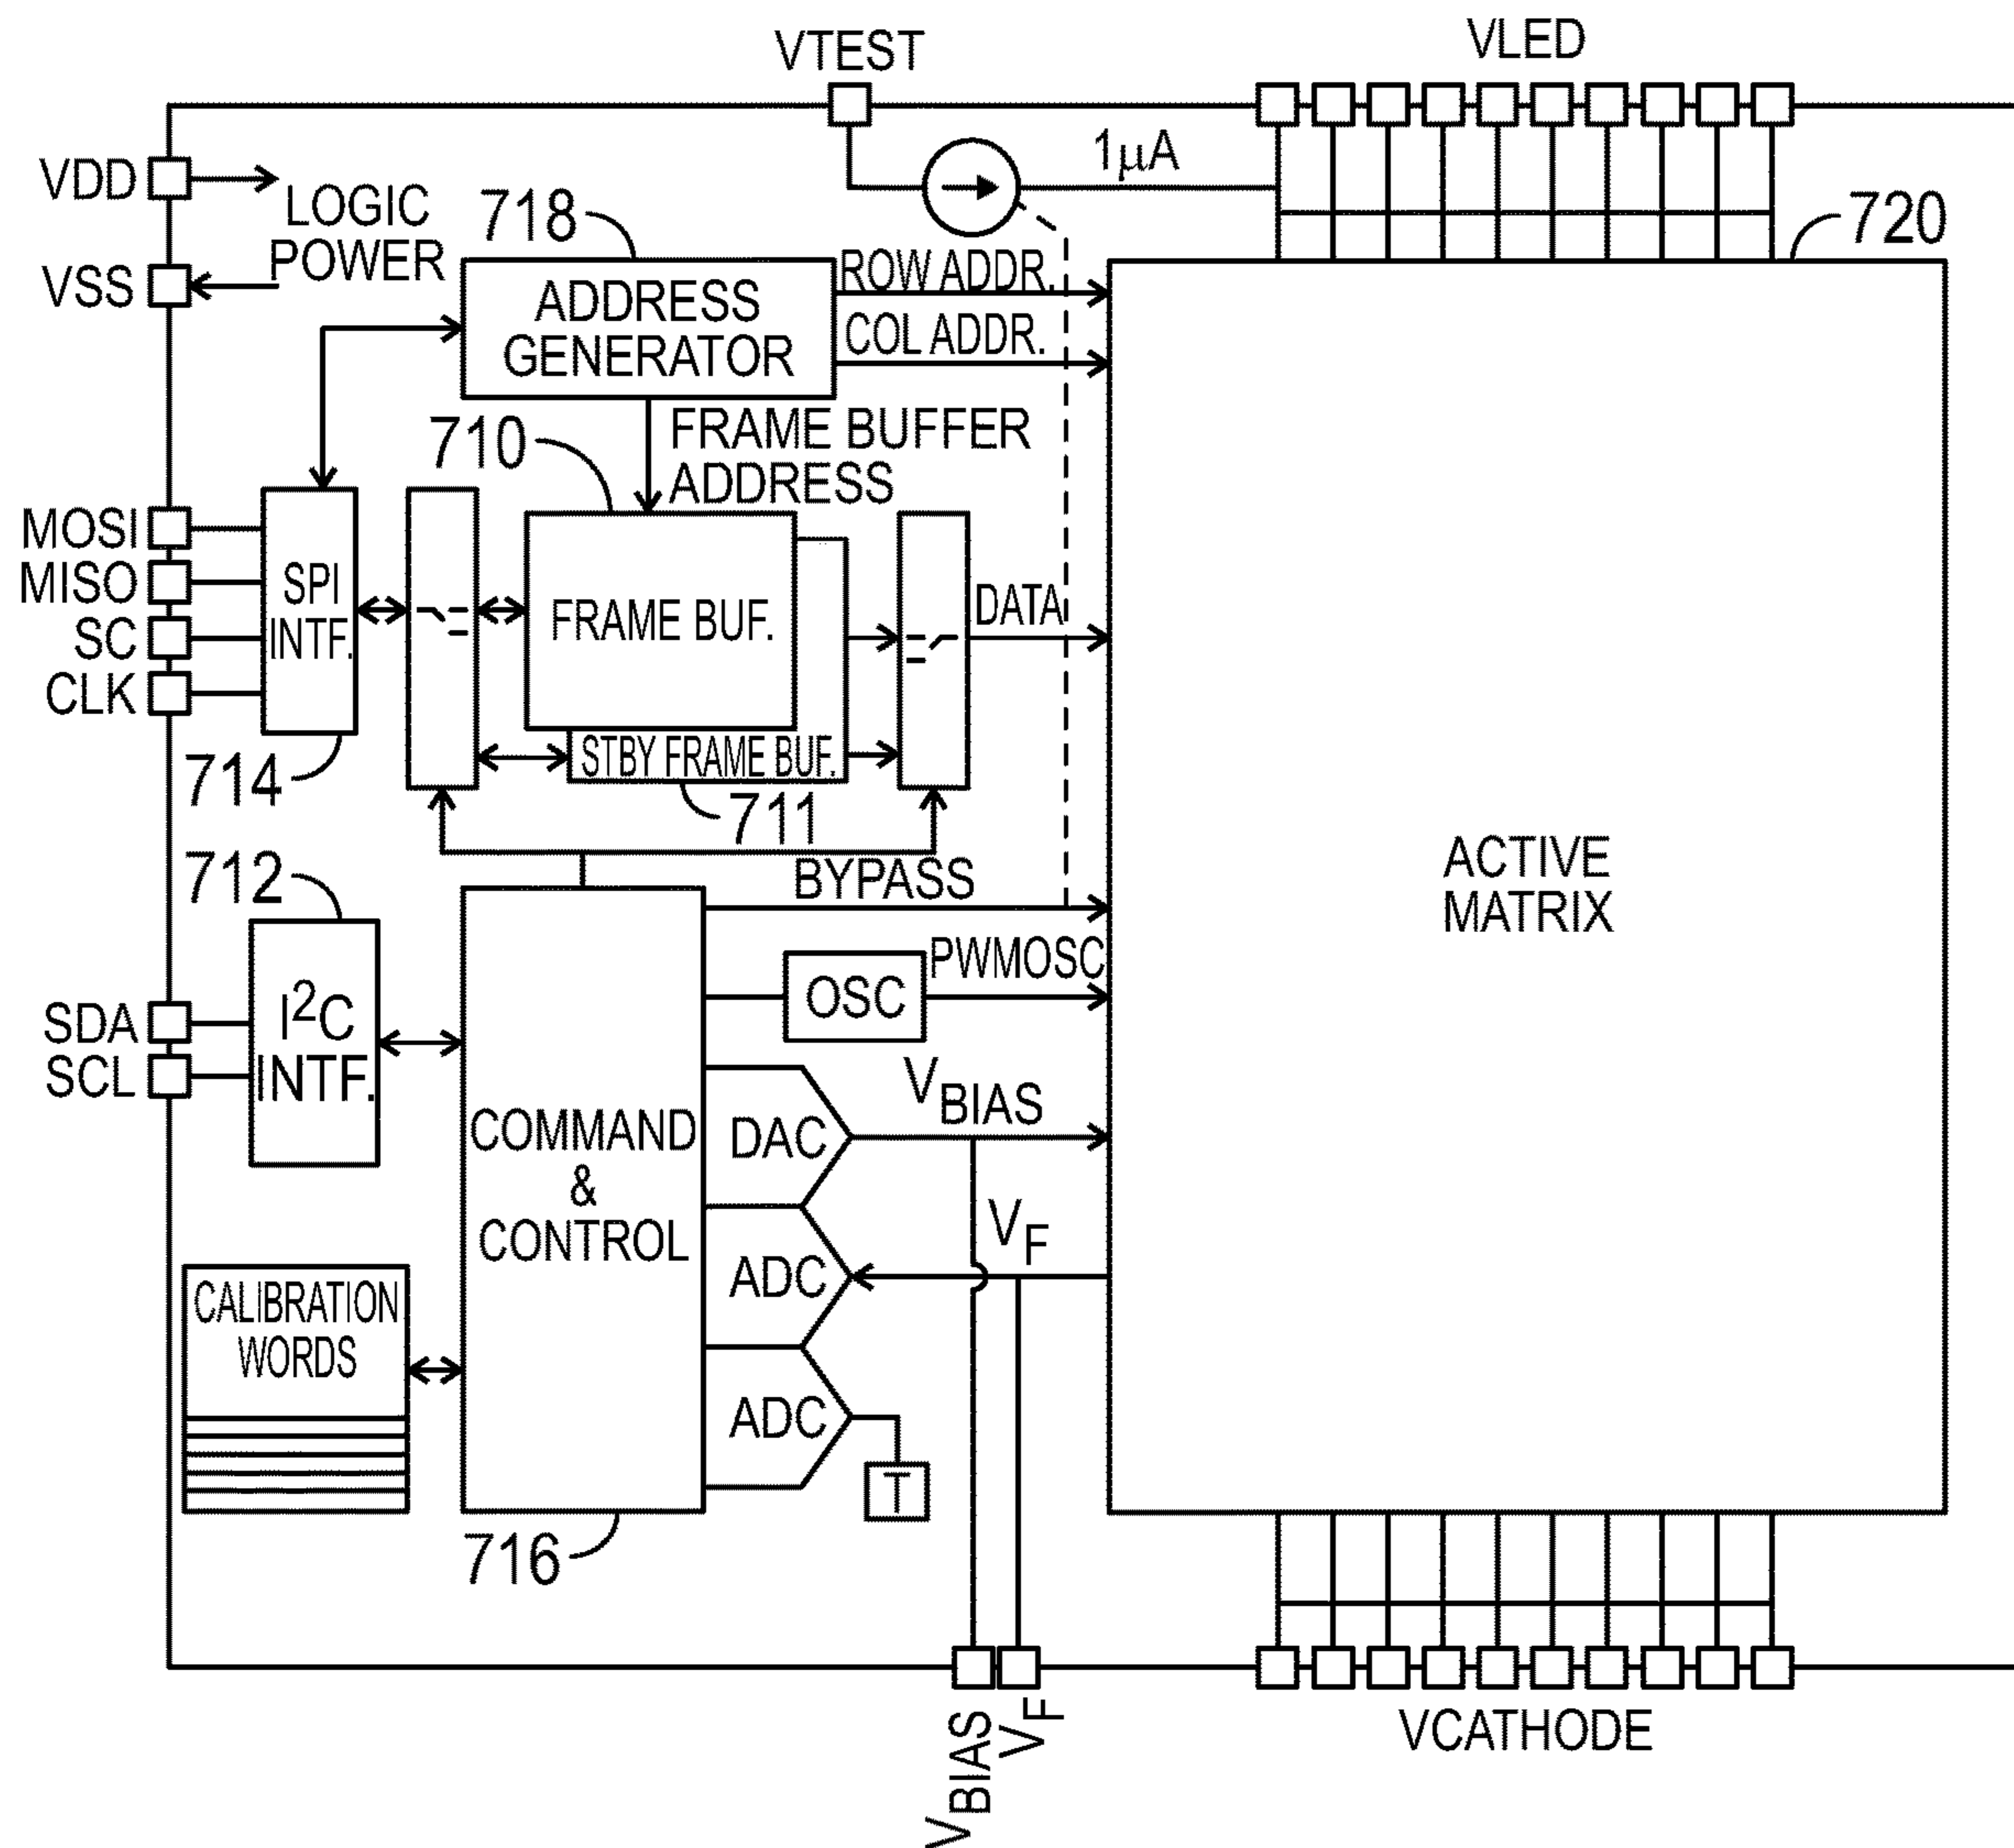 VTEST
VLED
1μA
VDD
LOGIC
POWER
VSS
718
720
ADDRESS
GENERATOR
ROW ADDR.
COL ADDR.
710
FRAME BUFFER
ADDRESS
MOSI
MISO
SC
CLK
SPI
INTF.
714
FRAME BUF.
STBY FRAME BUF.
711
DATA
ACTIVE
MATRIX
712
BYPASS
PWMOSC
OSC
SDA
SCL
I²C
INTF.
COMMAND
&
CONTROL
716
DAC
ADC
ADC
T
VBIAS
VF
CALIBRATION
WORDS
VBIAS
VF
VCATHODE